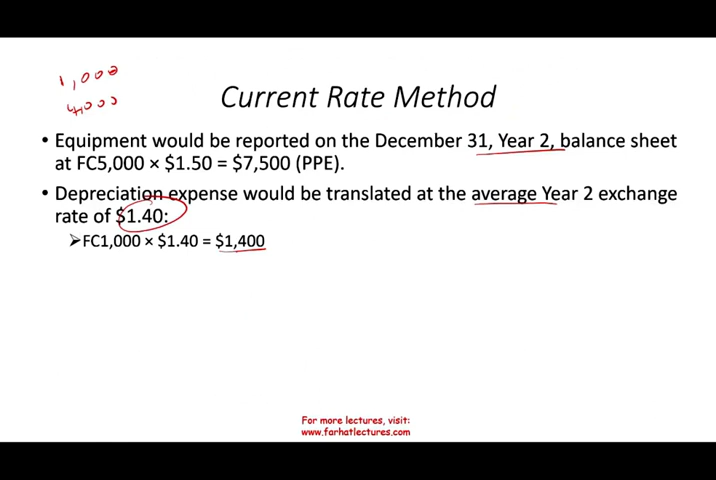 1,000
4,000
Current Rate Method
• Equipment would be reported on the December 31, Year 2, balance sheet
at FC5,000 × $1.50 = $7,500 (PPE).
• Depreciation expense would be translated at the average Year 2 exchange
rate of $1.40:
➢FC1,000 × $1.40 = $1,400
For more lectures, visit:
www.farhatlectures.com